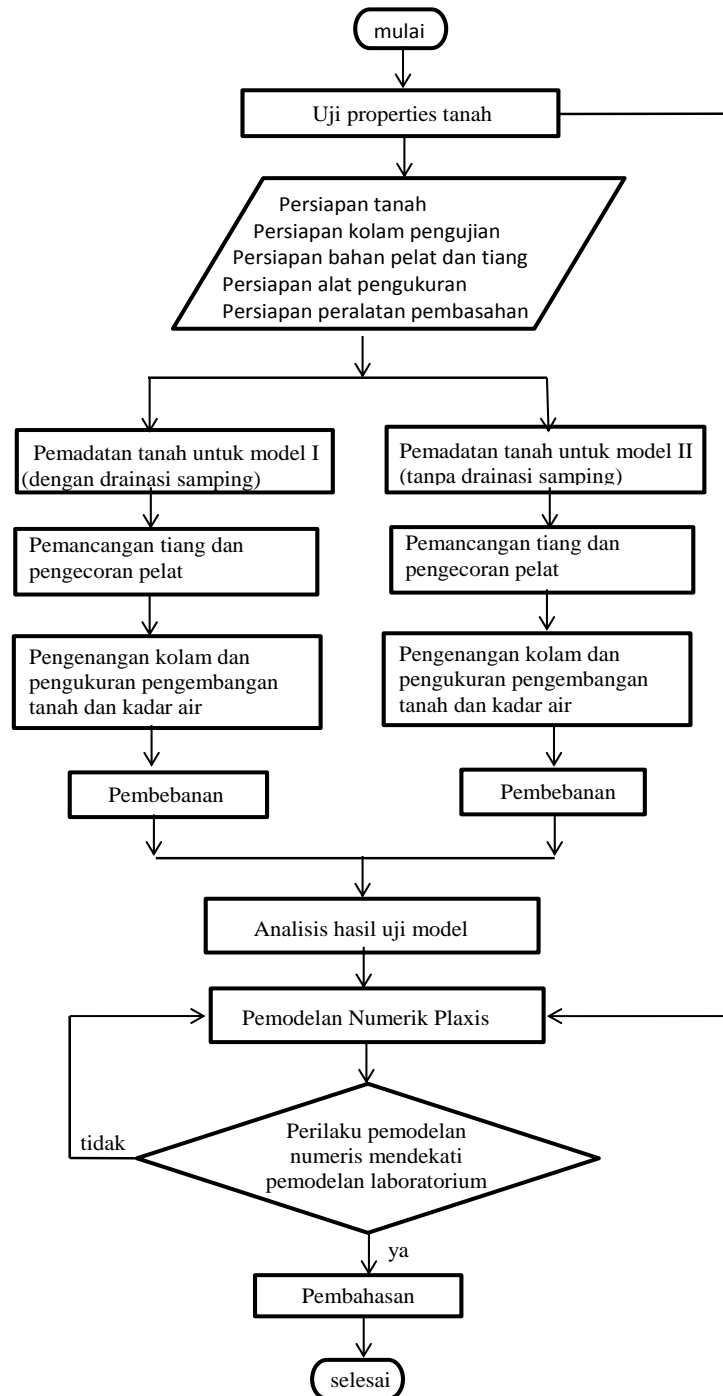 mulai
Uji properties tanah
Persiapan tanah
Persiapan kolam pengujian
Persiapan bahan pelat dan tiang
Persiapan alat pengukuran
Persiapan peralatan pembasahan
Pemadatan tanah untuk model I
(dengan drainasi samping)
Pemancangan tiang dan
pengecoran pelat
Pengenangan kolam dan
pengukuran pengembangan
tanah dan kadar air
Pembebanan
Pemadatan tanah untuk model II
(tanpa drainasi samping)
Pemancangan tiang dan
pengecoran pelat
Pengenangan kolam dan
pengukuran pengembangan
tanah dan kadar air
Pembebanan
Analisis hasil uji model
Pemodelan Numerik Plaxis
tidak
Perilaku pemodelan
numeris mendekati
pemodelan laboratorium
ya
Pembahasan
selesai